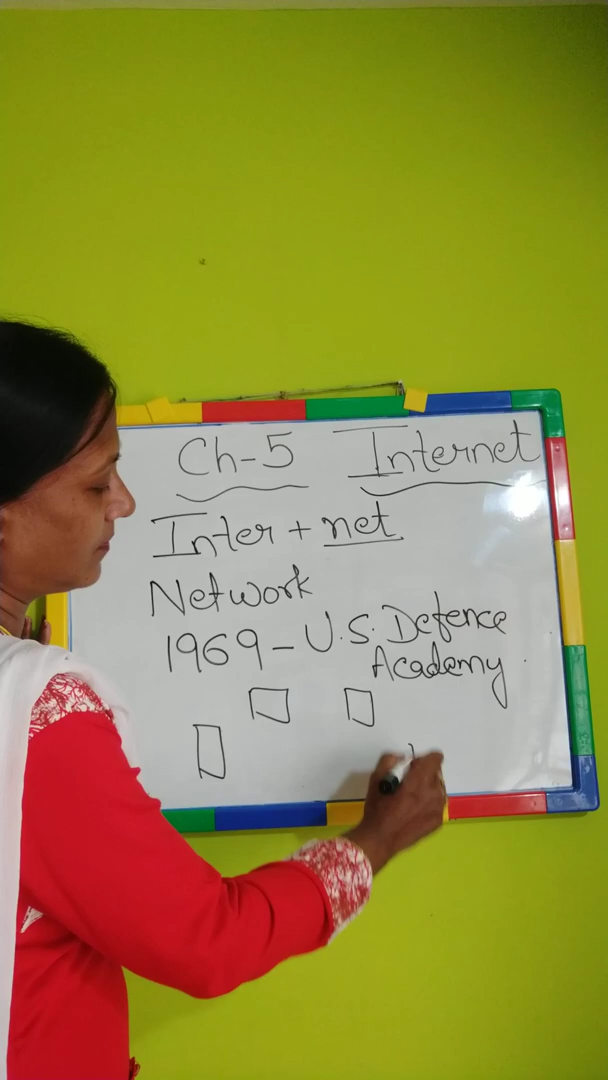 Ch-5 Internet
Inter + net
Network
1969 - U.S. Defence
Academy